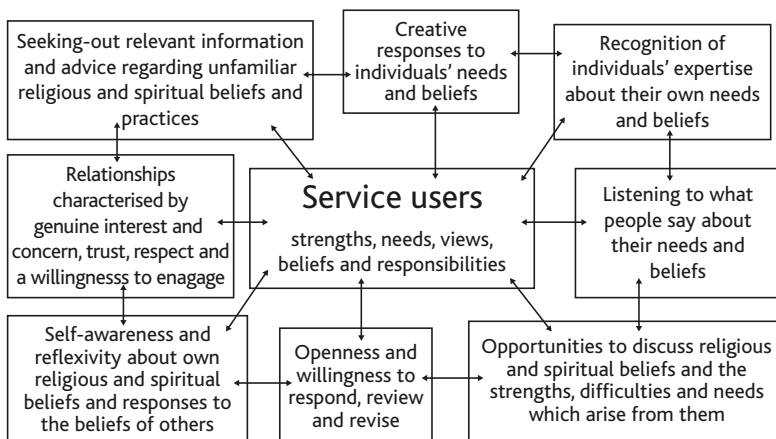 Seeking-out relevant information
and advice regarding unfamiliar
religious and spiritual beliefs and
practices
Creative
responses to
individuals' needs
and beliefs
Recognition of
individuals' expertise
about their own needs
and beliefs
Relationships
characterised by
genuine interest and
concern, trust, respect and
a willingnesss to enagage
Service users
strengths, needs, views,
beliefs and responsibilities
Listening to what
people say about
their needs and
beliefs
Self-awareness and
reflexivity about own
religious and spiritual
beliefs and responses to
the beliefs of others
Openness and
willingness to
respond, review
and revise
Opportunities to discuss religious
and spiritual beliefs and the
strengths, difficulties and needs
which arise from them